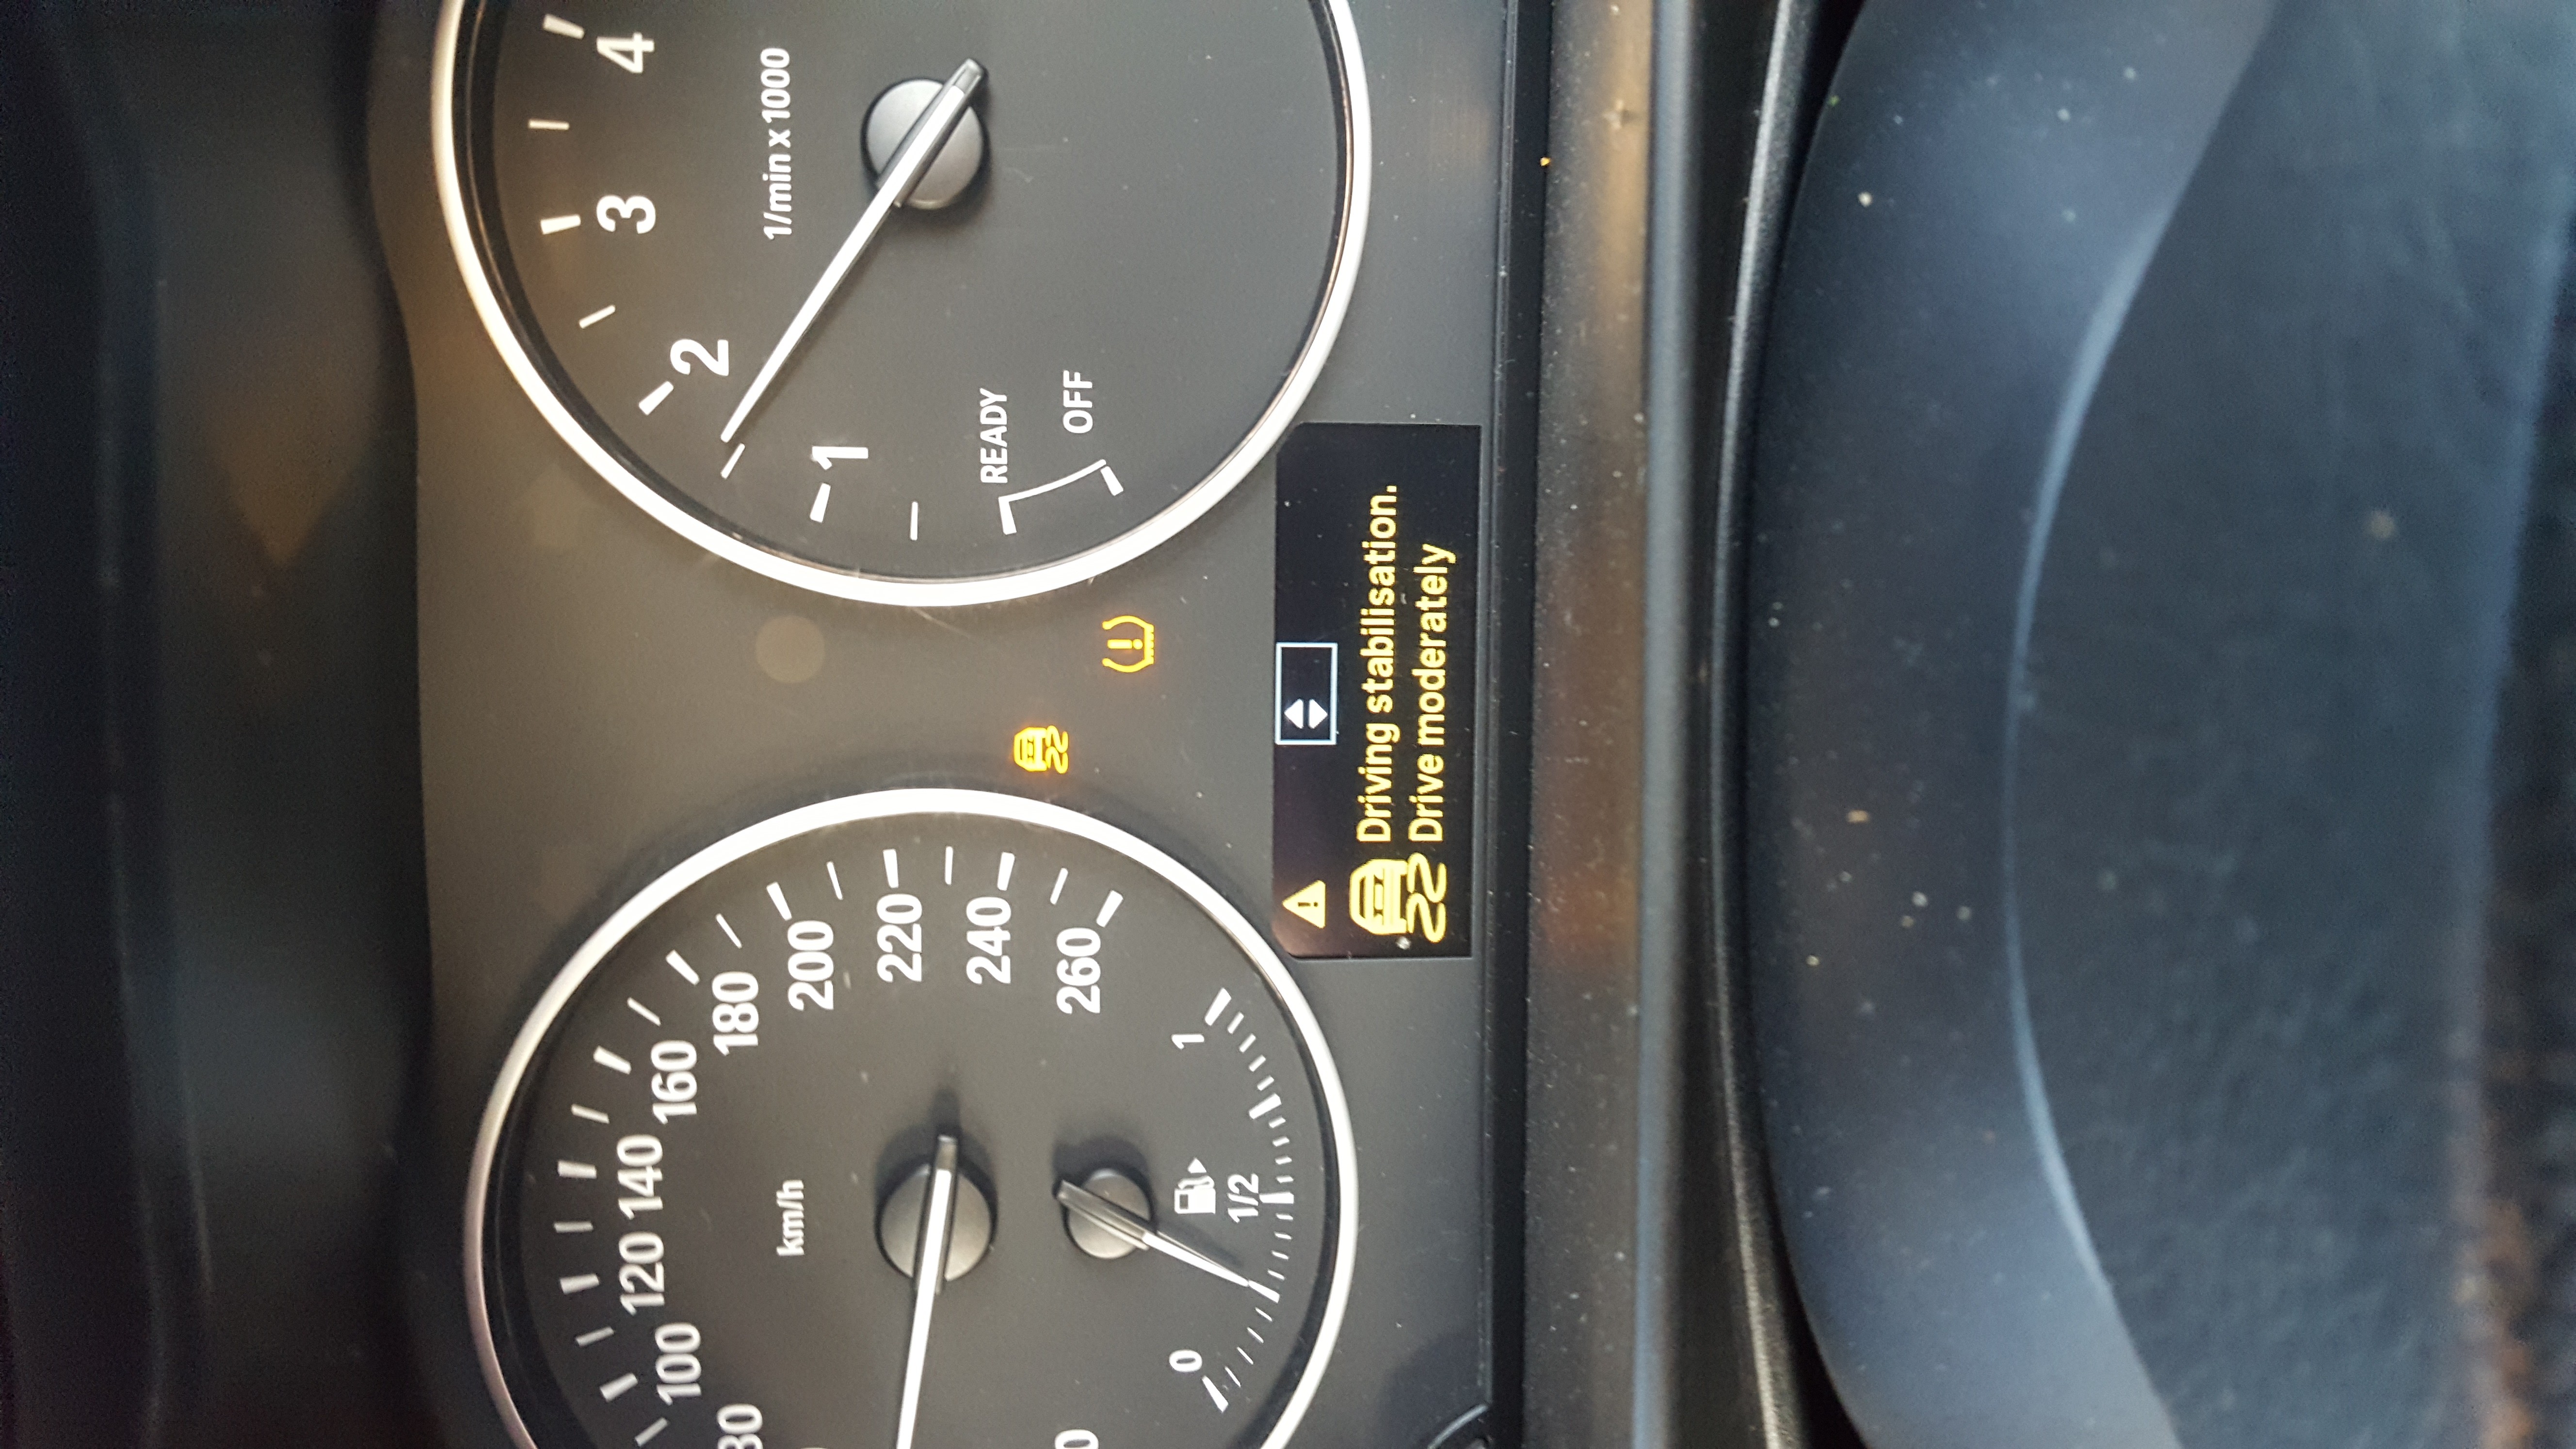 80
100
120
140
160
180
200
220
240
260
km/h
0
1/2
1
1
2
3
4
1/min x 1000
READY
OFF
Driving stabilisation.
Drive moderately